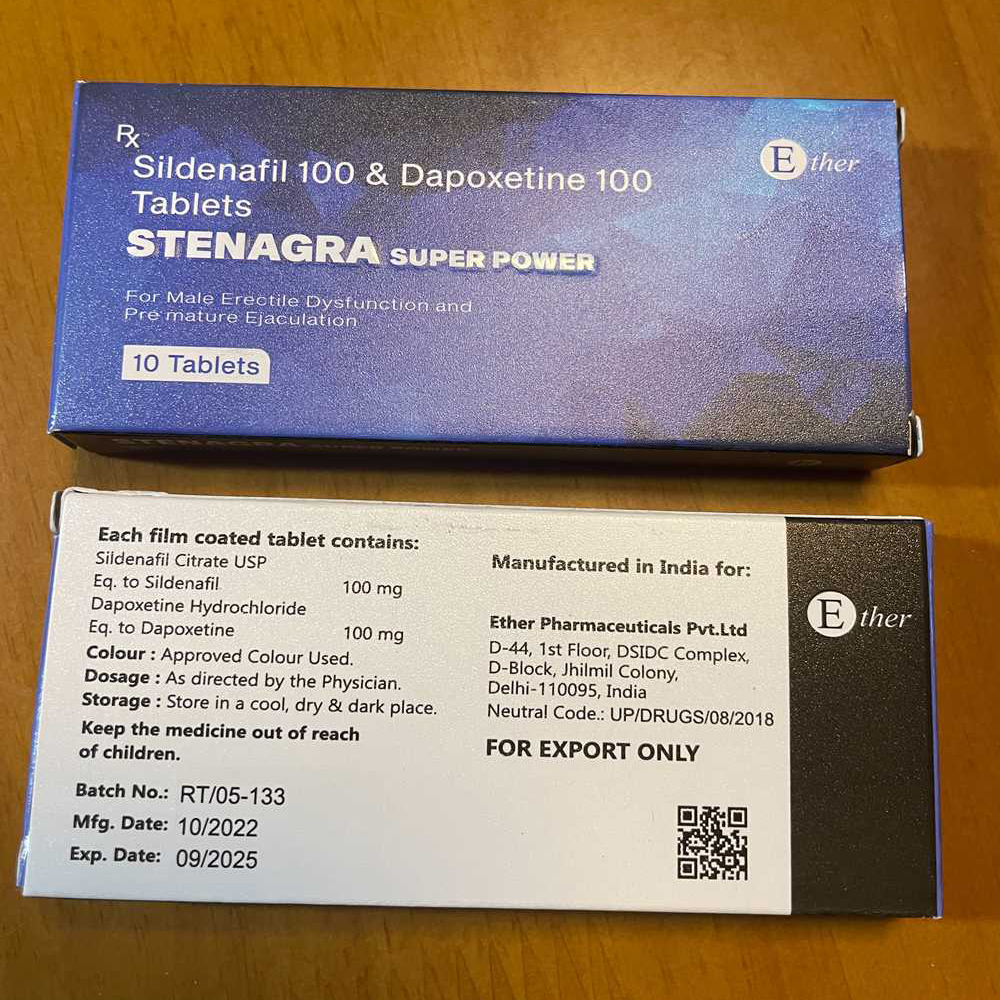 Rx
Sildenafil 100 & Dapoxetine 100
Tablets
STENAGRA SUPER POWER
For Male Erectile Dysfunction and
Pre mature Ejaculation
10 Tablets
Ether
STENAGRA SUPER POWER
Each film coated tablet contains:
Sildenafil Citrate USP
Eq. to Sildenafil 100 mg
Dapoxetine Hydrochloride
Eq. to Dapoxetine 100 mg
Colour : Approved Colour Used.
Dosage : As directed by the Physician.
Storage : Store in a cool, dry & dark place.
Keep the medicine out of reach
of children.
Batch No.: RT/05-133
Mfg. Date: 10/2022
Exp. Date: 09/2025
Manufactured in India for:
Ether Pharmaceuticals Pvt.Ltd
D-44, 1st Floor, DSIDC Complex,
D-Block, Jhilmil Colony,
Delhi-110095, India
Neutral Code.: UP/DRUGS/08/2018
FOR EXPORT ONLY
Ether